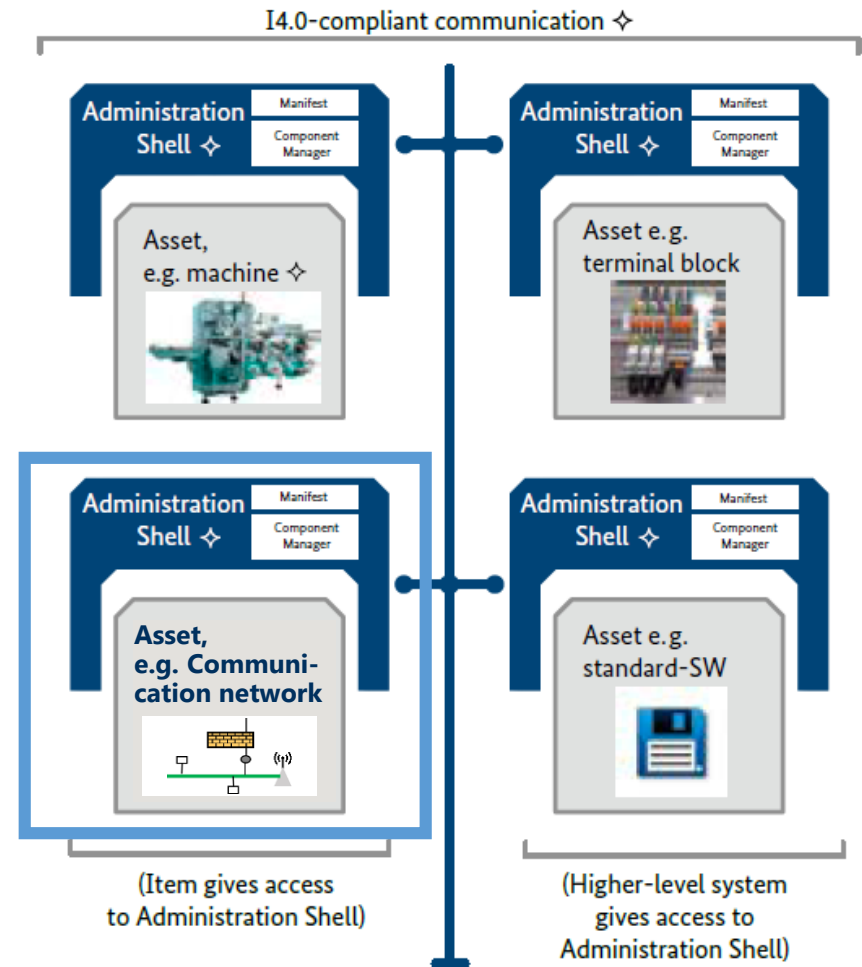 I4.0-compliant communication ✧
Administration
Shell ✧
Manifest
Component
Manager
Asset,
e.g. machine ✧
Administration
Shell ✧
Manifest
Component
Manager
Asset e.g.
terminal block
Administration
Shell ✧
Manifest
Component
Manager
Asset,
e.g. Communi-
cation network
Administration
Shell ✧
Manifest
Component
Manager
Asset e.g.
standard-SW
(Item gives access
to Administration Shell)
(Higher-level system
gives access to
Administration Shell)